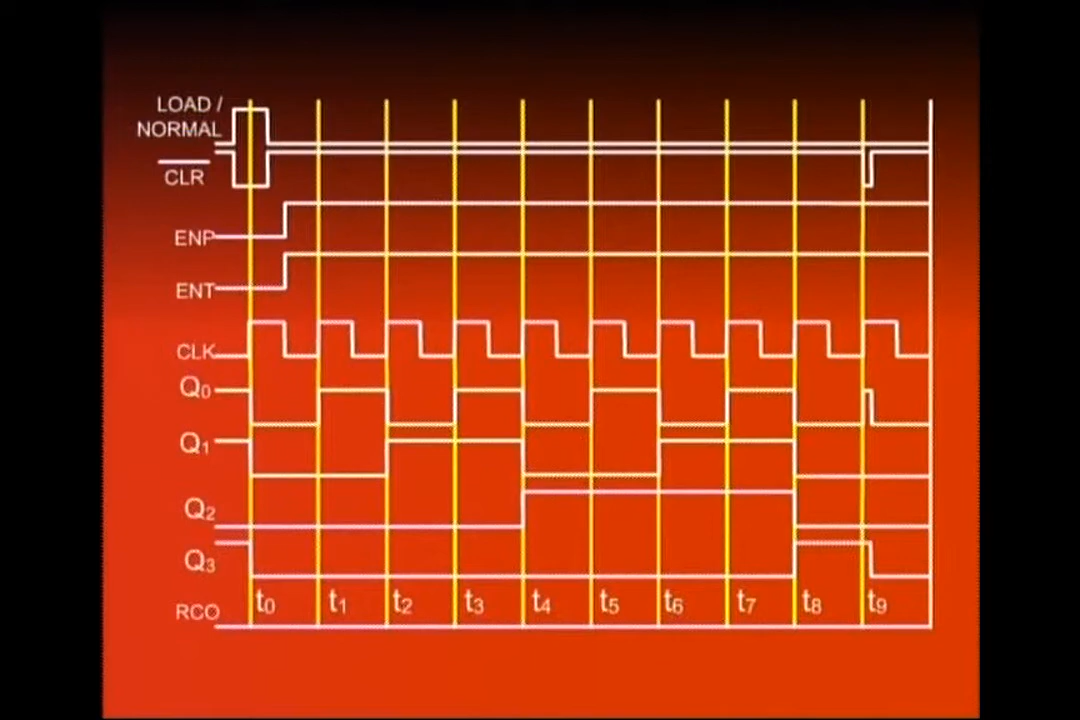 LOAD /
NORMAL
CLR
ENP
ENT
CLK
Q0
Q1
Q2
Q3
t0 t1 t2 t3 t4 t5 t6 t7 t8 t9
RCO